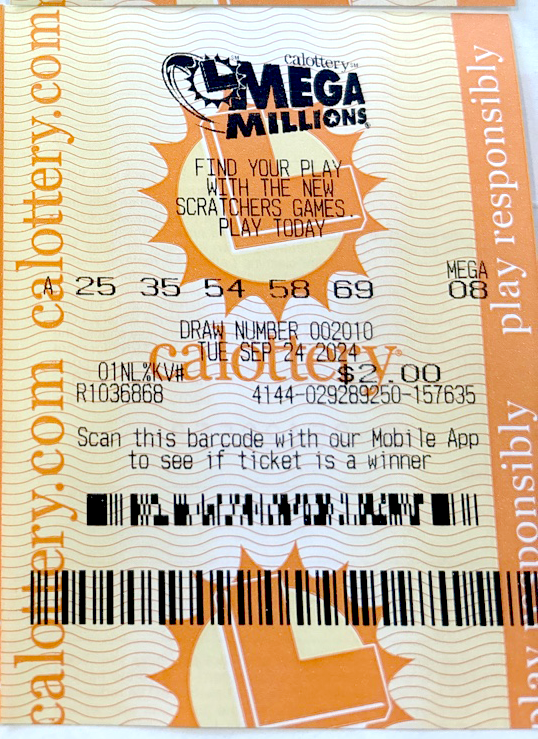 calottery℠
MEGA
MILLIONS®
FIND YOUR PLAY
WITH THE NEW
SCRATCHERS GAMES.
PLAY TODAY
MEGA
A 25 35 54 58 69 08
DRAW NUMBER 002010
TUE SEP 24 2024
calottery®
01NL%KV# $2.00
R1036868 4144-029289250-157635
Scan this barcode with our Mobile App
to see if ticket is a winner
calottery.com calottery.com
play responsibly play responsibly